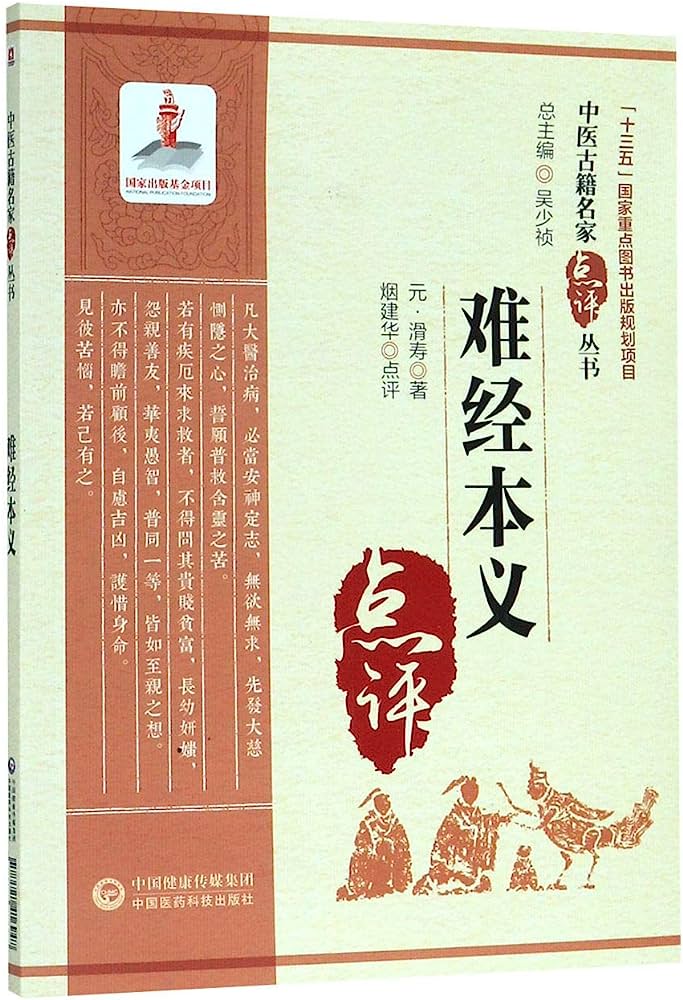 「十三五」国家重点图书出版规划项目
中医古籍名家点评丛书
总主编◎吴少祯
难经本义
点评
元·滑寿◎著
烟建华◎点评
国家出版基金项目
NATIONAL PUBLICATION FOUNDATION
凡大醫治病，必當安神定志，無欲無求，先發大慈
惻隱之心，誓願普救含靈之苦。
若有疾厄來求救者，不得問其貴賤貧富，長幼妍媸，
怨親善友，華夷愚智，普同一等，皆如至親之想。
亦不得瞻前顧後，自慮吉凶，護惜身命。
見彼苦惱，若己有之。
中国健康传媒集团
中国医药科技出版社
中医古籍名家点评丛书
难经本义